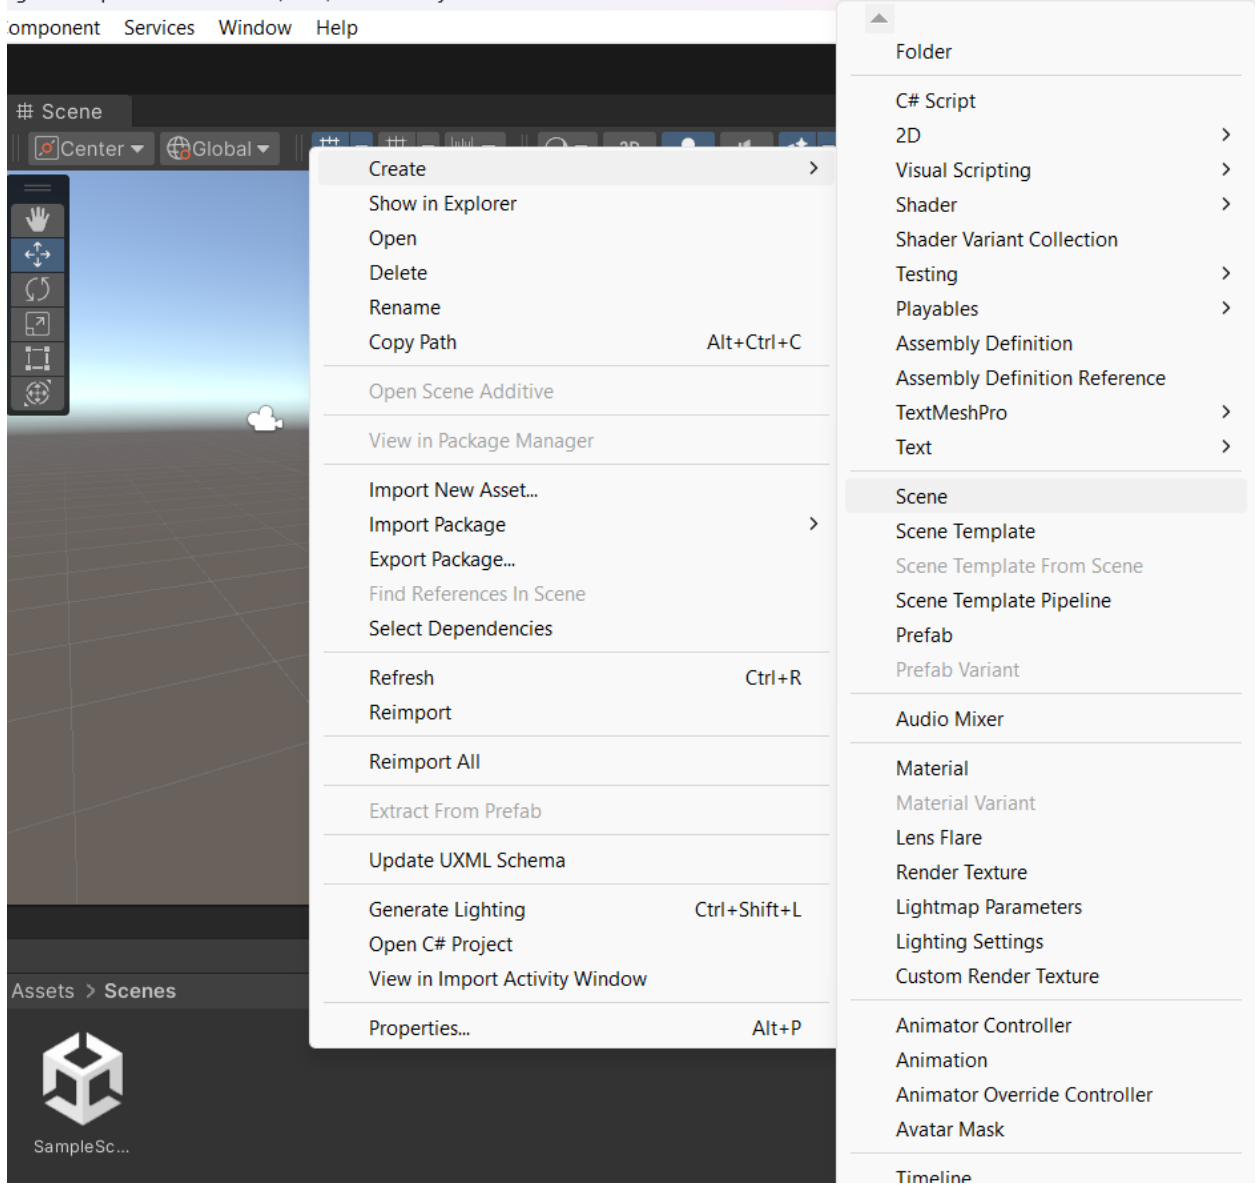 Component Services Window Help
Scene
Center Global
2D
Create
Show in Explorer
Open
Delete
Rename
Copy Path Alt+Ctrl+C
Open Scene Additive
View in Package Manager
Import New Asset...
Import Package
Export Package...
Find References In Scene
Select Dependencies
Refresh Ctrl+R
Reimport
Reimport All
Extract From Prefab
Update UXML Schema
Generate Lighting Ctrl+Shift+L
Open C# Project
View in Import Activity Window
Properties... Alt+P
Folder
C# Script
2D
Visual Scripting
Shader
Shader Variant Collection
Testing
Playables
Assembly Definition
Assembly Definition Reference
TextMeshPro
Text
Scene
Scene Template
Scene Template From Scene
Scene Template Pipeline
Prefab
Prefab Variant
Audio Mixer
Material
Material Variant
Lens Flare
Render Texture
Lightmap Parameters
Lighting Settings
Custom Render Texture
Animator Controller
Animation
Animator Override Controller
Avatar Mask
Timeline
Assets > Scenes
SampleSc...